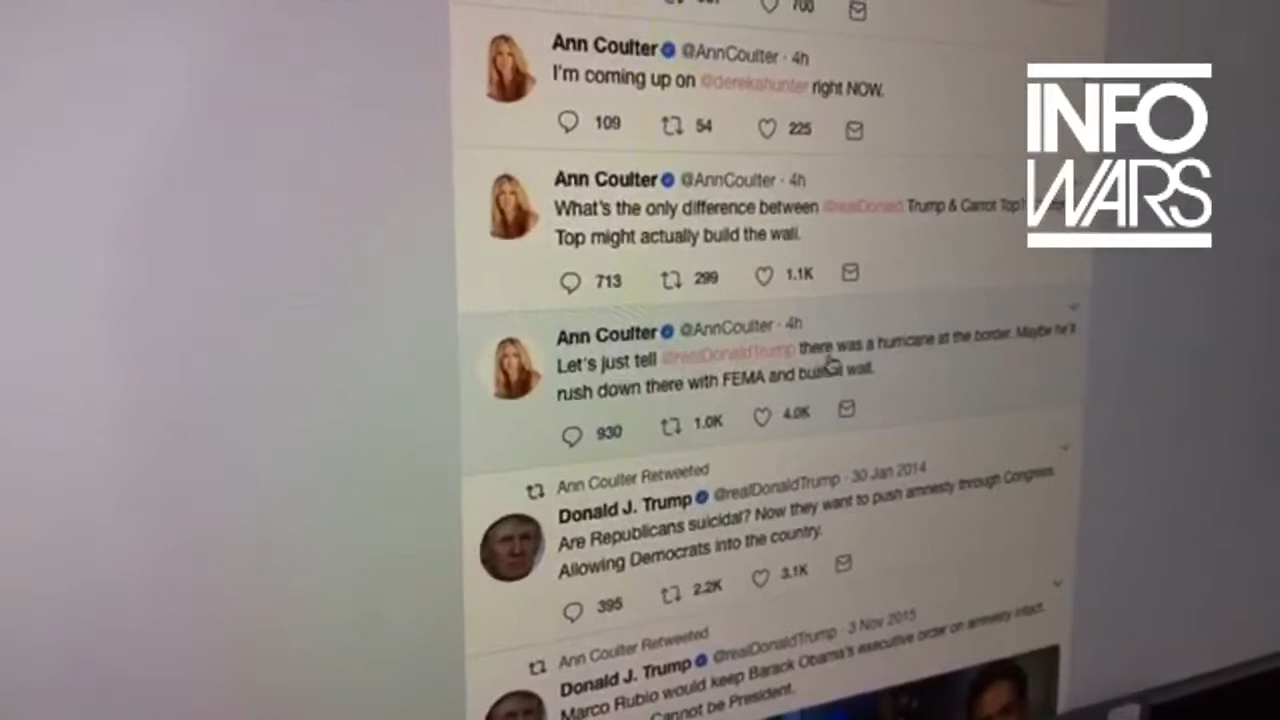 700
Ann Coulter @AnnCoulter · 4h
I'm coming up on @derekahunter right NOW.
109 54 225
INFO
WARS
Ann Coulter @AnnCoulter · 4h
What's the only difference between @realDonald Trump & Carrot Top?
Top might actually build the wall.
713 299 1.1K
Ann Coulter @AnnCoulter · 4h
Let's just tell @realDonaldTrump there was a hurricane at the border. Maybe he'll
rush down there with FEMA and wall.
930 1.0K 4.0K
Ann Coulter Retweeted
Donald J. Trump @realDonaldTrump · 30 Jan 2014
Are Republicans suicidal? Now they want to push amnesty through Congress.
Allowing Democrats into the country.
395 2.2K 3.1K
Ann Coulter Retweeted
Donald J. Trump @realDonaldTrump · 3 Nov 2015
Marco Rubio would keep Barack Obama's executive order on amnesty intact.
Cannot be President.